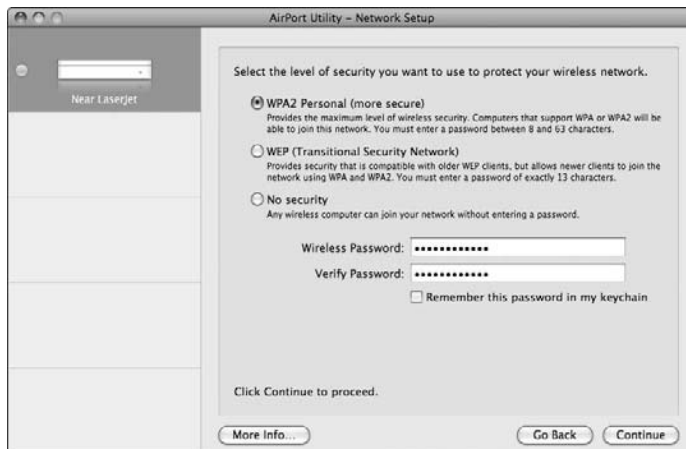 AirPort Utility – Network Setup
Near LaserJet
Select the level of security you want to use to protect your wireless network.
WPA2 Personal (more secure)
Provides the maximum level of wireless security. Computers that support WPA or WPA2 will be
able to join this network. You must enter a password between 8 and 63 characters.
WEP (Transitional Security Network)
Provides security that is compatible with older WEP clients, but allows newer clients to join the
network using WPA and WPA2. You must enter a password of exactly 13 characters.
No security
Any wireless computer can join your network without entering a password.
Wireless Password: ••••••••••••
Verify Password: ••••••••••••
Remember this password in my keychain
Click Continue to proceed.
More Info... Go Back Continue